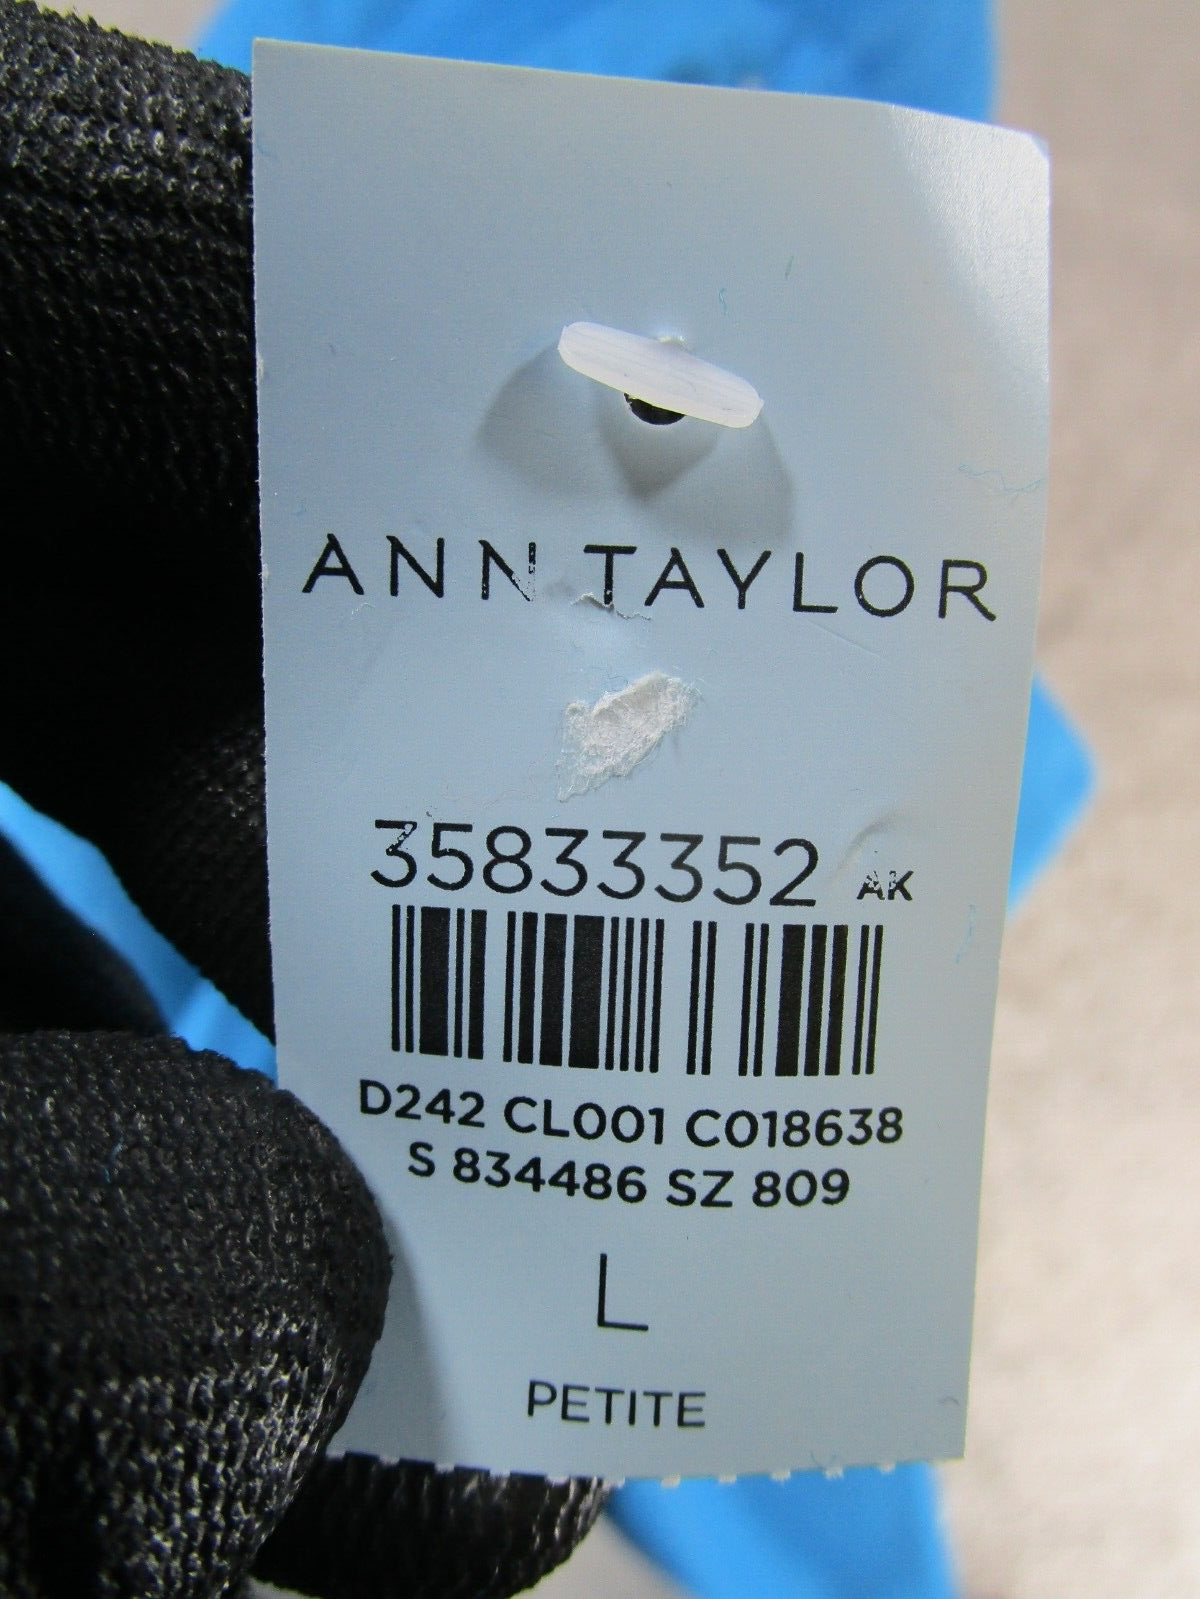 ANN TAYLOR
35833352 AK
D242 CL001 C018638
S 834486 SZ 809
L
PETITE